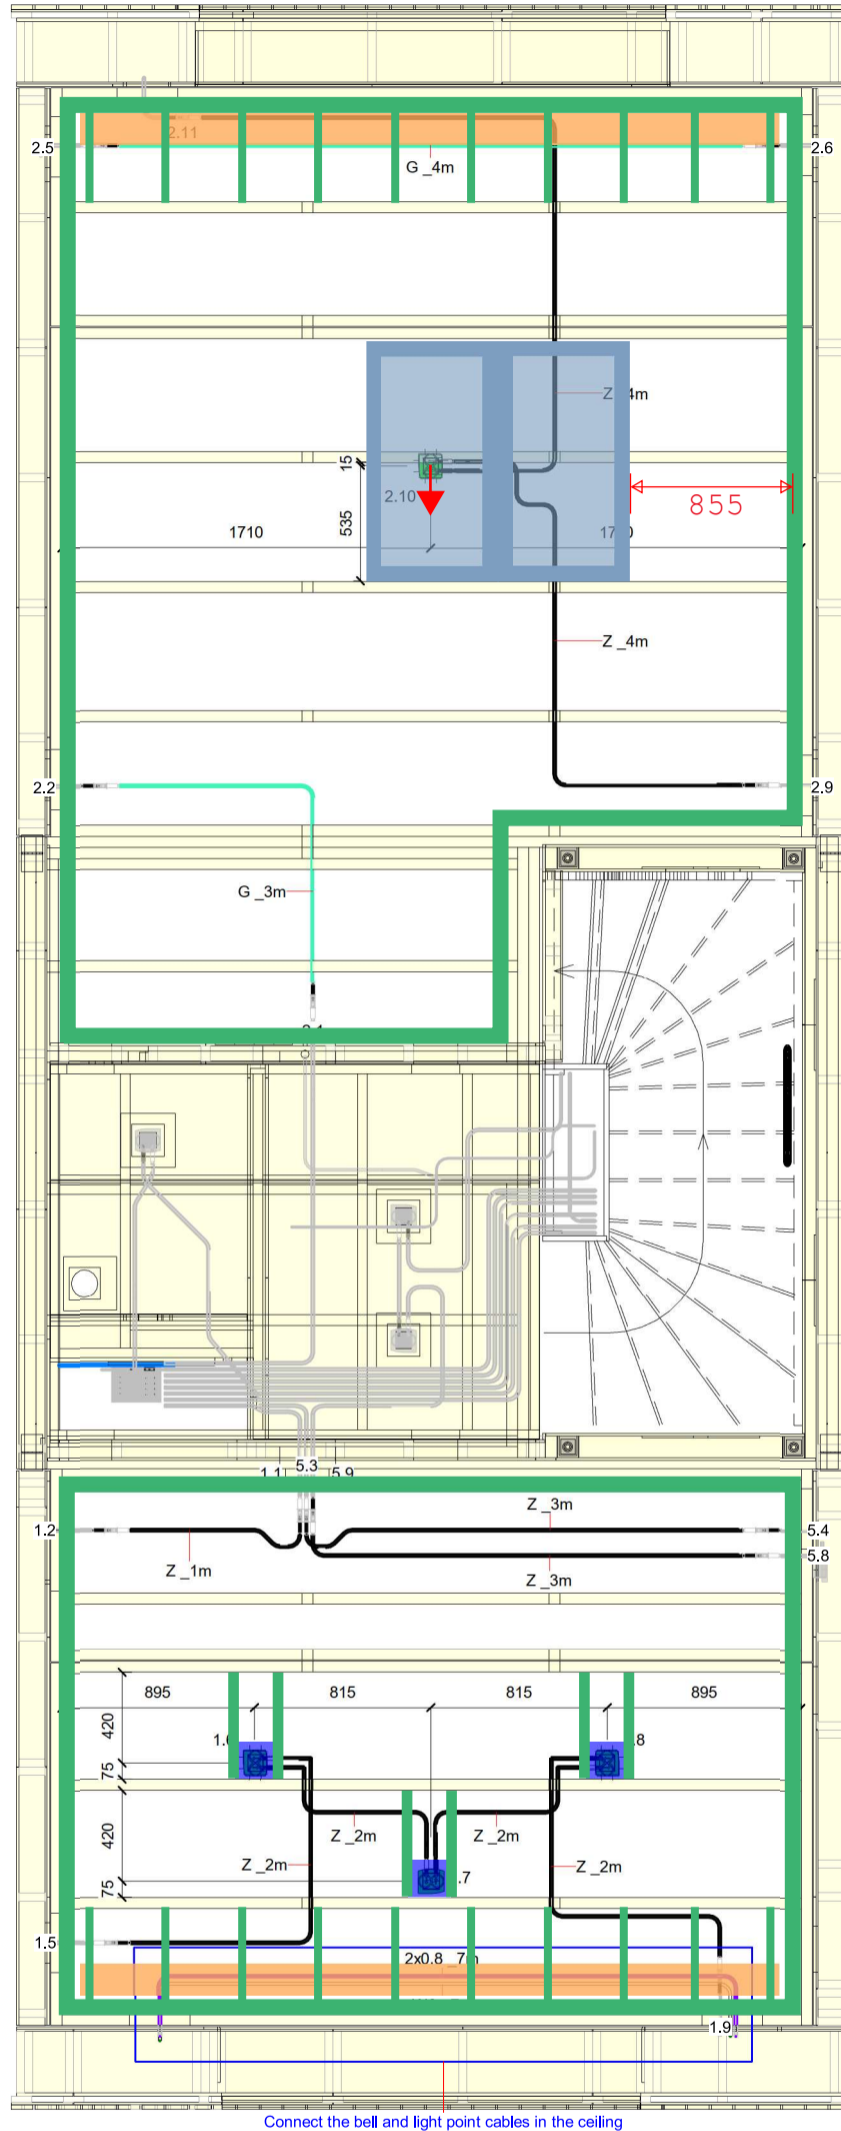 2.11
2.5
2.6
G _4m
Z 4m
15
2.10
855
535
1710
Z _4m
2.2
2.9
G _3m
5.3
1.1
5.9
Z _3m
1.2
5.4
5.8
Z _1m
Z _3m
895
815
815
895
420
75
420
Z _2m
Z _2m
Z _2m
Z _2m
75
1.5
2x0.8 _7m
1.9
Connect the bell and light point cables in the ceiling